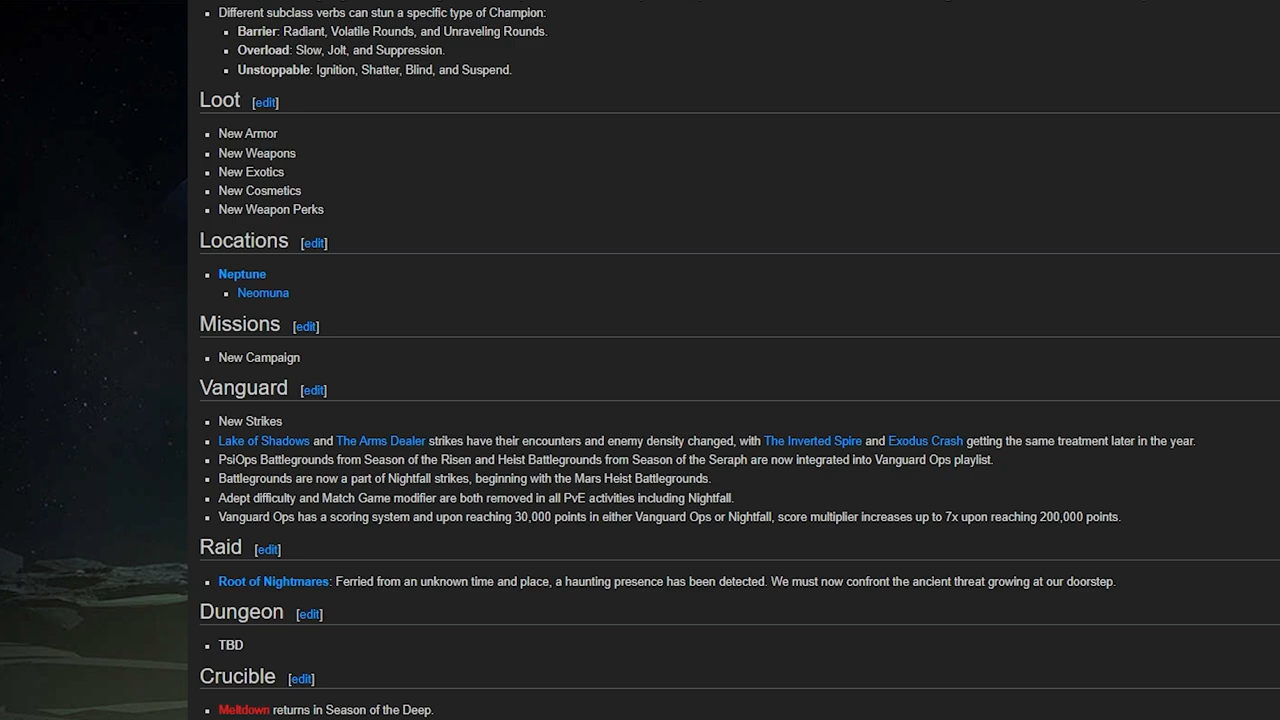 Different subclass verbs can stun a specific type of Champion:
Barrier: Radiant, Volatile Rounds, and Unraveling Rounds.
Overload: Slow, Jolt, and Suppression.
Unstoppable: Ignition, Shatter, Blind, and Suspend.
Loot [edit]
New Armor
New Weapons
New Exotics
New Cosmetics
New Weapon Perks
Locations [edit]
Neptune
Neomuna
Missions [edit]
New Campaign
Vanguard [edit]
New Strikes
Lake of Shadows and The Arms Dealer strikes have their encounters and enemy density changed, with The Inverted Spire and Exodus Crash getting the same treatment later in the year.
PsiOps Battlegrounds from Season of the Risen and Heist Battlegrounds from Season of the Seraph are now integrated into Vanguard Ops playlist.
Battlegrounds are now a part of Nightfall strikes, beginning with the Mars Heist Battlegrounds.
Adept difficulty and Match Game modifier are both removed in all PvE activities including Nightfall.
Vanguard Ops has a scoring system and upon reaching 30,000 points in either Vanguard Ops or Nightfall, score multiplier increases up to 7x upon reaching 200,000 points.
Raid [edit]
Root of Nightmares: Ferried from an unknown time and place, a haunting presence has been detected. We must now confront the ancient threat growing at our doorstep.
Dungeon [edit]
TBD
Crucible [edit]
Meltdown returns in Season of the Deep.